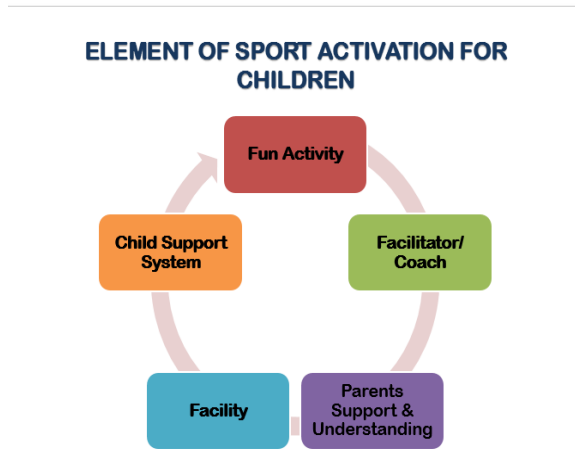 ELEMENT OF SPORT ACTIVATION FOR
CHILDREN
Fun Activity
Facilitator/
Coach
Parents
Support &
Understanding
Facility
Child Support
System